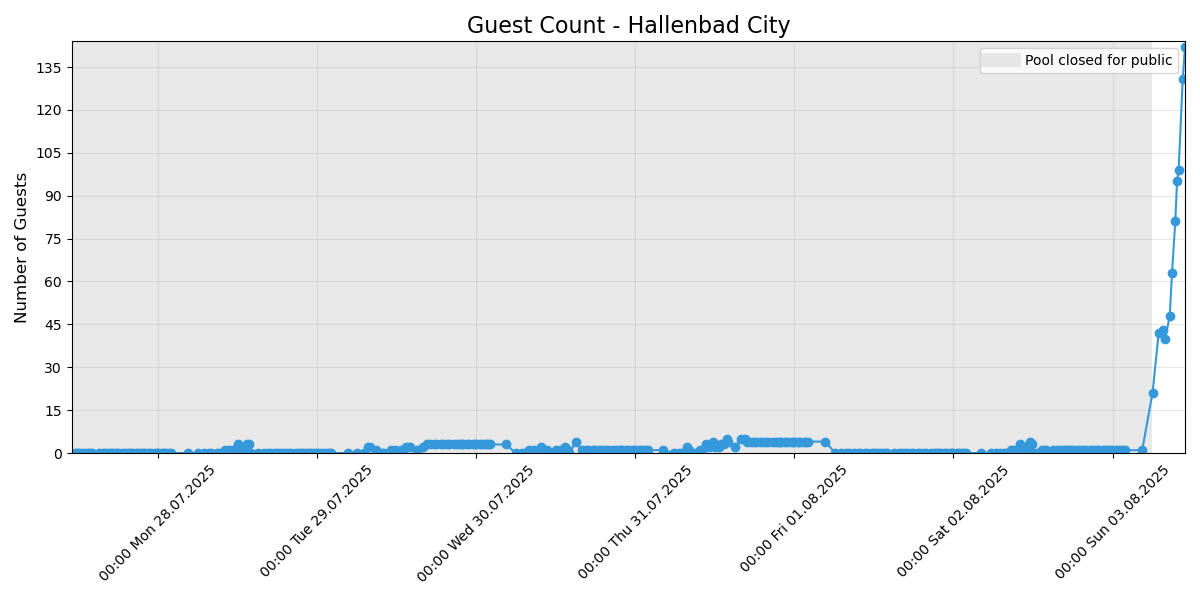 Guest Count - Hallenbad City
Pool closed for public
Number of Guests
135
120
105
90
75
60
45
30
15
0
00:00 Mon 28.07.2025
00:00 Tue 29.07.2025
00:00 Wed 30.07.2025
00:00 Thu 31.07.2025
00:00 Fri 01.08.2025
00:00 Sat 02.08.2025
00:00 Sun 03.08.2025